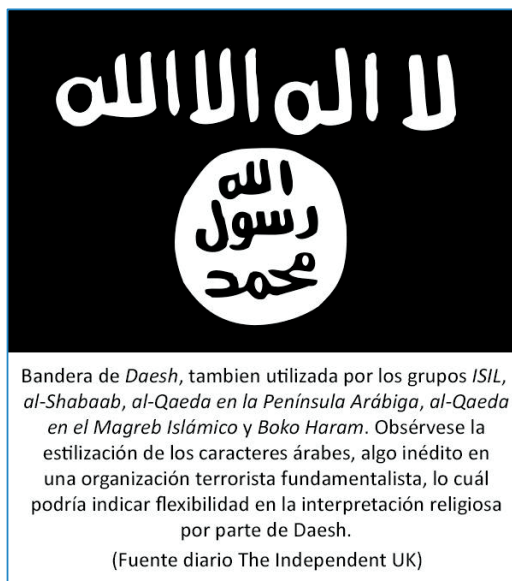 لا اله الا الله
الله
رسول
محمد
Bandera de Daesh, tambien utilizada por los grupos ISIL,
al-Shabaab, al-Qaeda en la Península Arábiga, al-Qaeda
en el Magreb Islámico y Boko Haram. Obsérvese la
estilización de los caracteres árabes, algo inédito en
una organización terrorista fundamentalista, lo cuál
podría indicar flexibilidad en la interpretación religiosa
por parte de Daesh.
(Fuente diario The Independent UK)